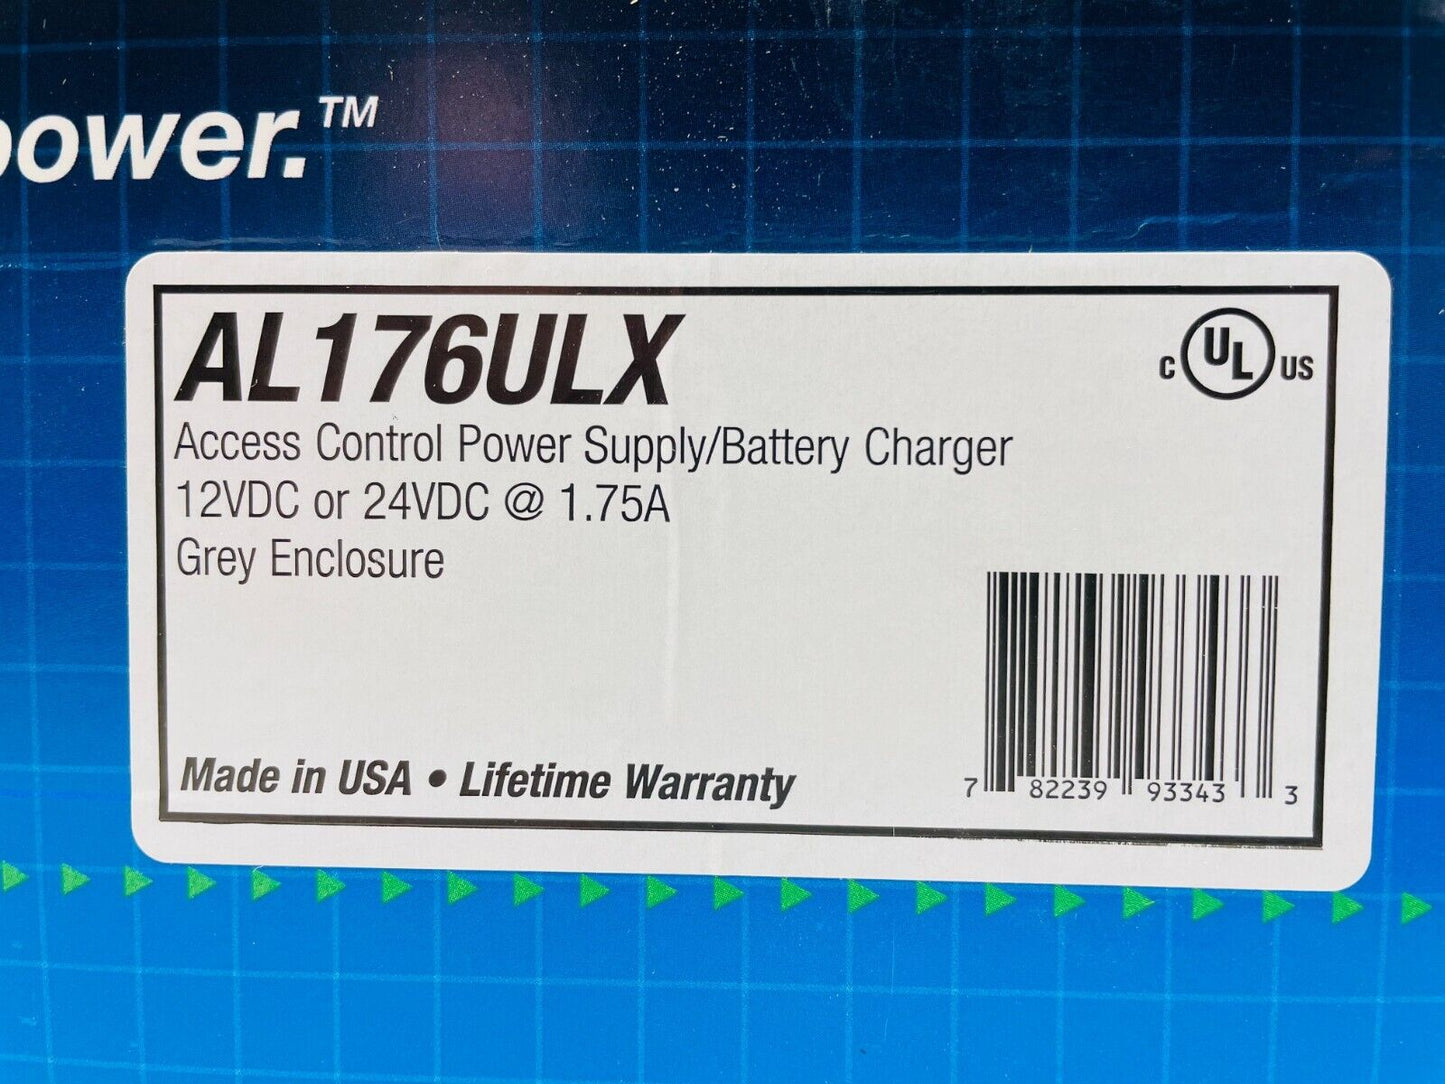 power.™
AL176ULX
C UL US
Access Control Power Supply/Battery Charger
12VDC or 24VDC @ 1.75A
Grey Enclosure
Made in USA • Lifetime Warranty
7 82239 93343 3